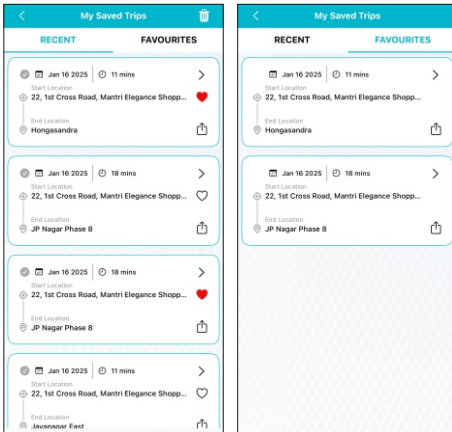 My Saved Trips
RECENT FAVOURITES
Jan 16 2025 11 mins
Start Location
22, 1st Cross Road, Mantri Elegance Shopp...
End Location
Hongasandra
Jan 16 2025 18 mins
Start Location
22, 1st Cross Road, Mantri Elegance Shopp...
End Location
JP Nagar Phase 8
Jan 16 2025 18 mins
Start Location
22, 1st Cross Road, Mantri Elegance Shopp...
End Location
JP Nagar Phase 8
Jan 16 2025 11 mins
Start Location
22, 1st Cross Road, Mantri Elegance Shopp...
End Location
Jayanagar East
My Saved Trips
RECENT FAVOURITES
Jan 16 2025 11 mins
Start Location
22, 1st Cross Road, Mantri Elegance Shopp...
End Location
Hongasandra
Jan 16 2025 18 mins
Start Location
22, 1st Cross Road, Mantri Elegance Shopp...
End Location
JP Nagar Phase 8